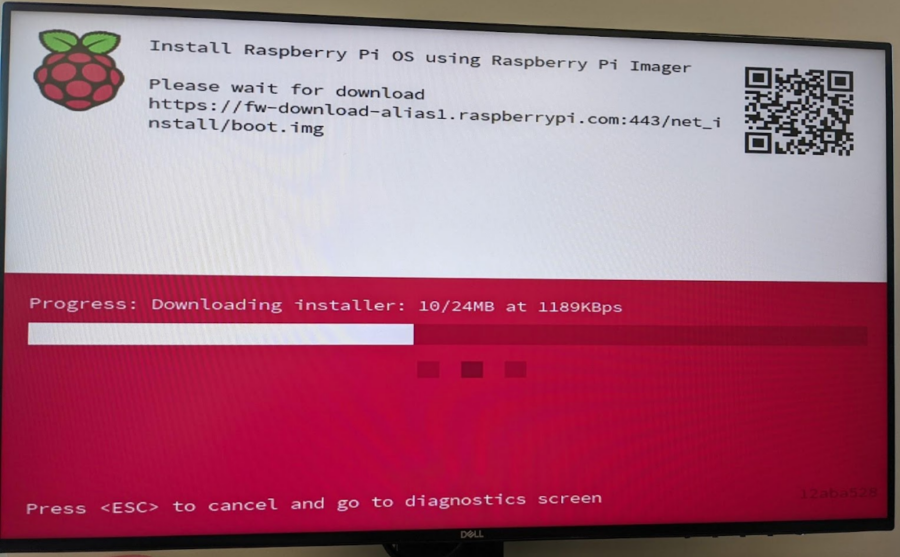 Install Raspberry Pi OS using Raspberry Pi Imager
Please wait for download
https://fw-download-alias1.raspberrypi.com:443/net_i
nstall/boot.img
Progress: Downloading installer: 10/24MB at 1189KBps
Press <ESC> to cancel and go to diagnostics screen
12aba528
DELL